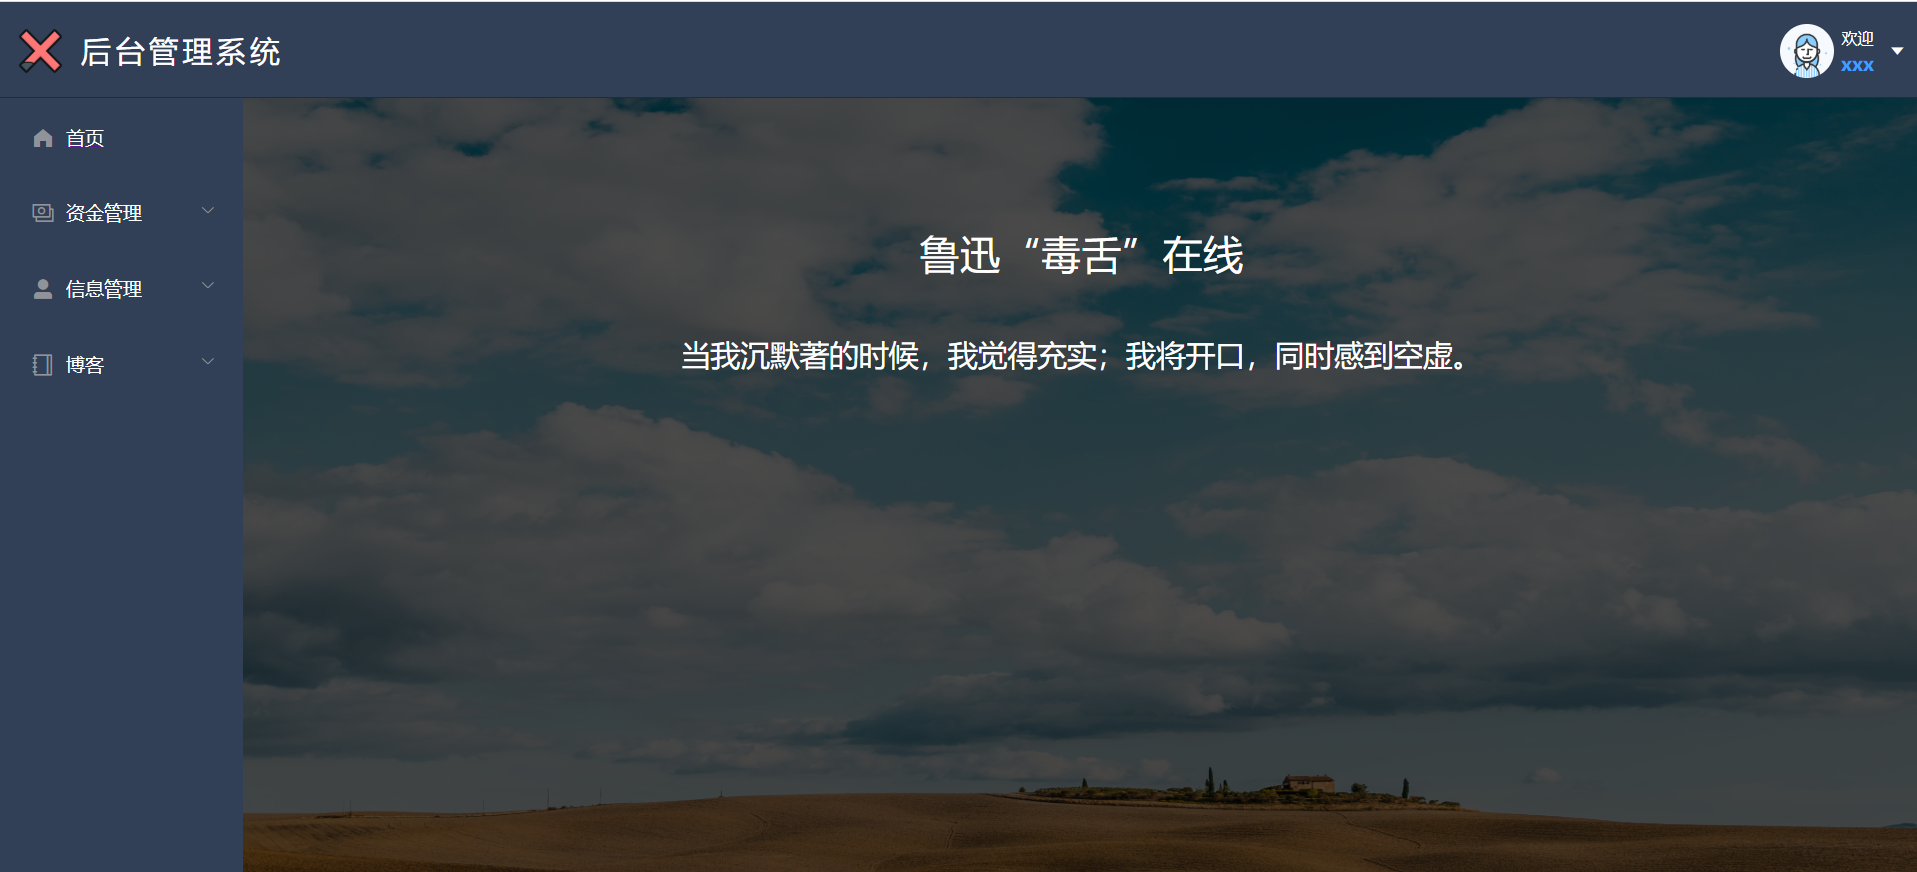 后台管理系统
欢迎
xxx
首页
资金管理
信息管理
博客
鲁迅“毒舌”在线
当我沉默著的时候，我觉得充实；我将开口，同时感到空虚。